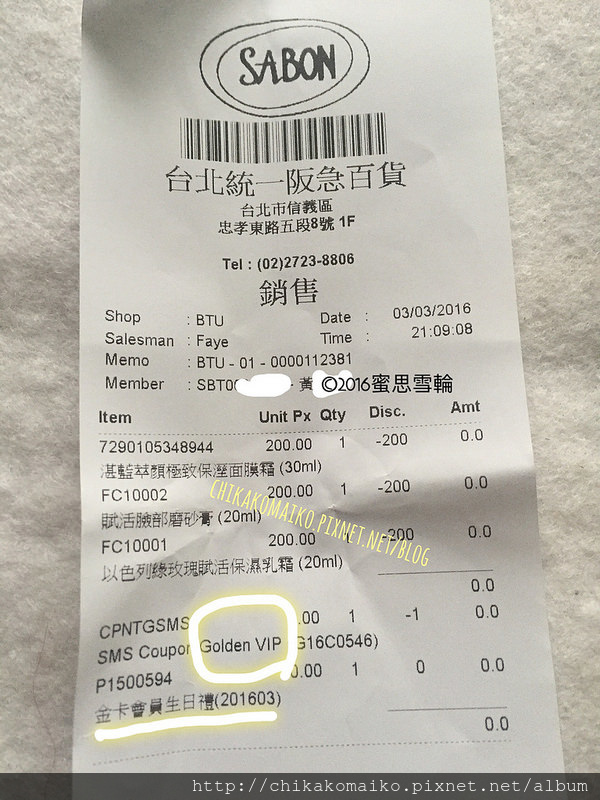 SABON
台北統一阪急百貨
台北市信義區
忠孝東路五段8號 1F
Tel : (02)2723-8806
銷售
Shop : BTU Date : 03/03/2016
Salesman : Faye Time : 21:09:08
Memo : BTU - 01 - 0000112381
Member : SBT0 - 黃 ©2016蜜思雪輪
Item Unit Px Qty Disc. Amt
7290105348944 200.00 1 -200 0.0
湛藍萃顏極致保溼面膜霜 (30ml)
FC10002 200.00 1 -200 0.0
賦活臉部磨砂膏 (20ml)
CHIKAKOMAIKO.PIXNET.NET/BLOG
FC10001 200.00 -200 0.0
以色列綠玫瑰賦活保濕乳霜 (20ml)
0.0
CPNTGSMS .00 1 -1 0.0
SMS Coupon Golden VIP G16C0546)
P1500594 0.00 1 0 0.0
金卡會員生日禮(201603)
0.0
http://chikakomaiko.pixnet.net/album